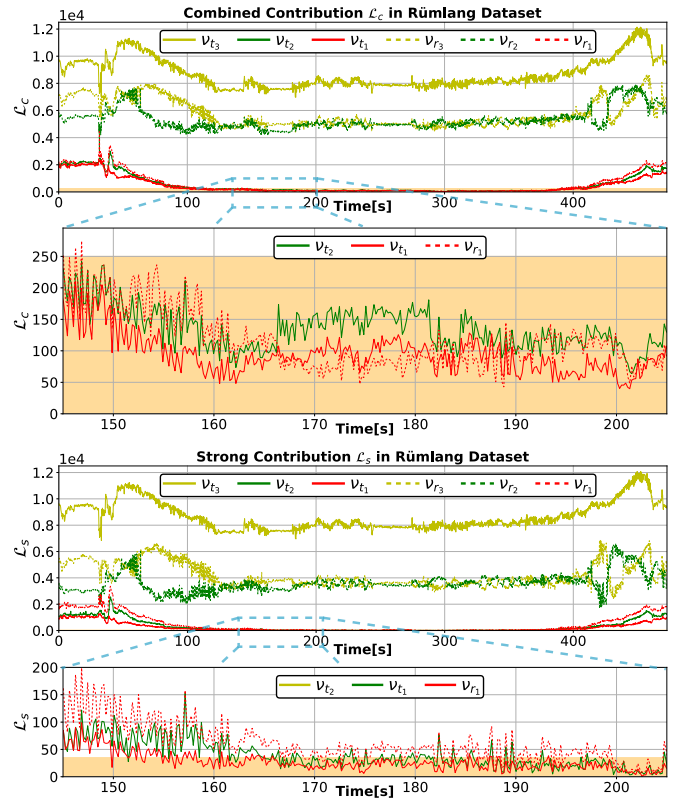 Combined Contribution ℒc in Rümlang Dataset
1e4
νt3 νt2 νt1 νr3 νr2 νr1
1.2
1.0
0.8
0.6
0.4
0.2
0.0
ℒc
0 100 200 300 400
Time[s]
νt2 νt1 νr1
250
200
150
100
50
0
ℒc
150 160 170 180 190 200
Time[s]
Strong Contribution ℒs in Rümlang Dataset
1e4
νt3 νt2 νt1 νr3 νr2 νr1
1.2
1.0
0.8
0.6
0.4
0.2
0.0
ℒs
0 100 200 300 400
Time[s]
νt2 νt1 νr1
200
150
100
50
0
ℒs
150 160 170 180 190 200
Time[s]